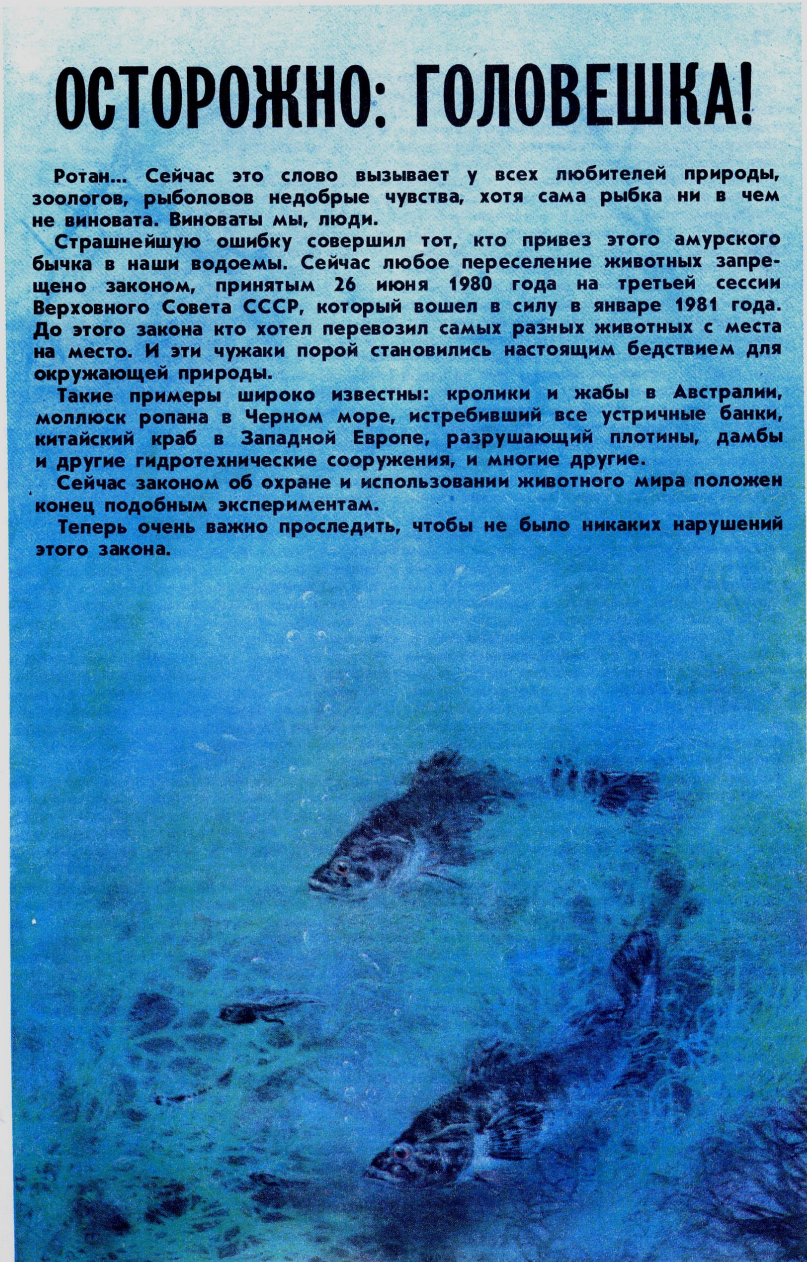 ОСТОРОЖНО: ГОЛОВЕШКА!
Ротан... Сейчас это слово вызывает у всех любителей природы,
зоологов, рыболовов недобрые чувства, хотя сама рыбка ни в чем
не виновата. Виноваты мы, люди.
Страшнейшую ошибку совершил тот, кто привез этого амурского
бычка в наши водоемы. Сейчас любое переселение животных запре-
щено законом, принятым 26 июня 1980 года на третьей сессии
Верховного Совета СССР, который вошел в силу в январе 1981 года.
До этого закона кто хотел перевозил самых разных животных с места
на место. И эти чужаки порой становились настоящим бедствием для
окружающей природы.
Такие примеры широко известны: кролики и жабы в Австралии,
моллюск ропана в Черном море, истребивший все устричные банки,
китайский краб в Западной Европе, разрушающий плотины, дамбы
и другие гидротехнические сооружения, и многие другие.
Сейчас законом об охране и использовании животного мира положен
конец подобным экспериментам.
Теперь очень важно проследить, чтобы не было никаких нарушений
этого закона.